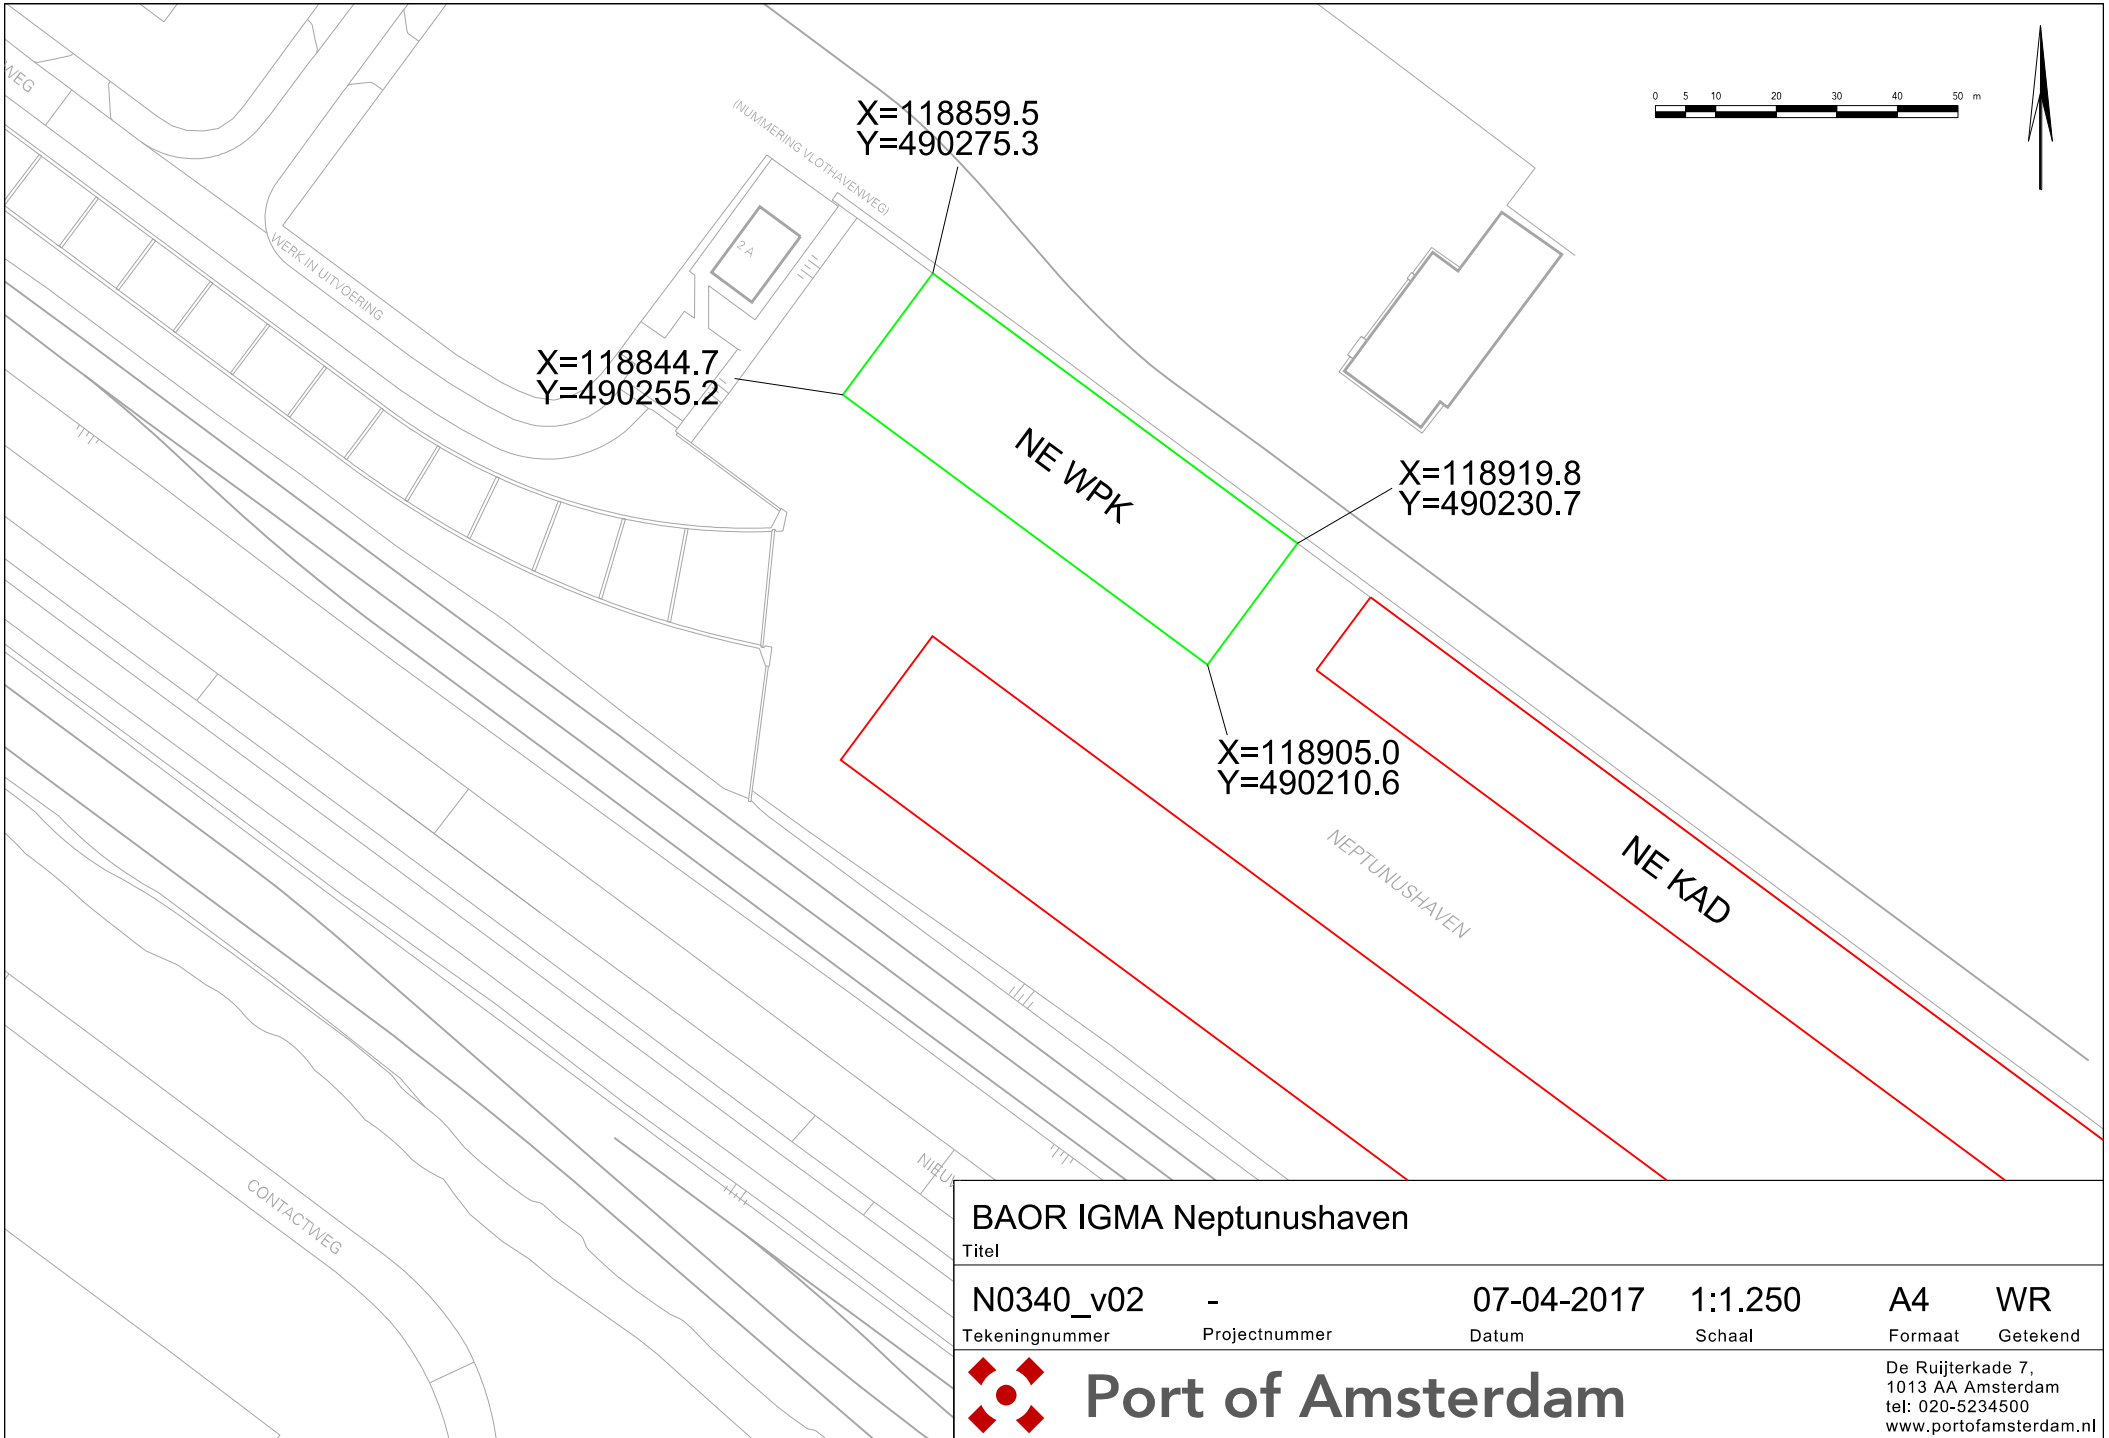 WEG
(NUMMERING VLOTHAVENWEG)
X=118859.5
Y=490275.3
0 5 10 20 30 40 50 m
2 A
WERK IN UITVOERING
X=118844.7
Y=490255.2
NE WPK
X=118919.8
Y=490230.7
X=118905.0
Y=490210.6
NEPTUNUSHAVEN
NE KAD
CONTACTWEG
BAOR IGMA Neptunushaven
Titel
N0340_v02 - 07-04-2017 1:1.250 A4 WR
Tekeningnummer Projectnummer Datum Schaal Formaat Getekend
Port of Amsterdam
De Ruijterkade 7,
1013 AA Amsterdam
tel: 020-5234500
www.portofamsterdam.nl